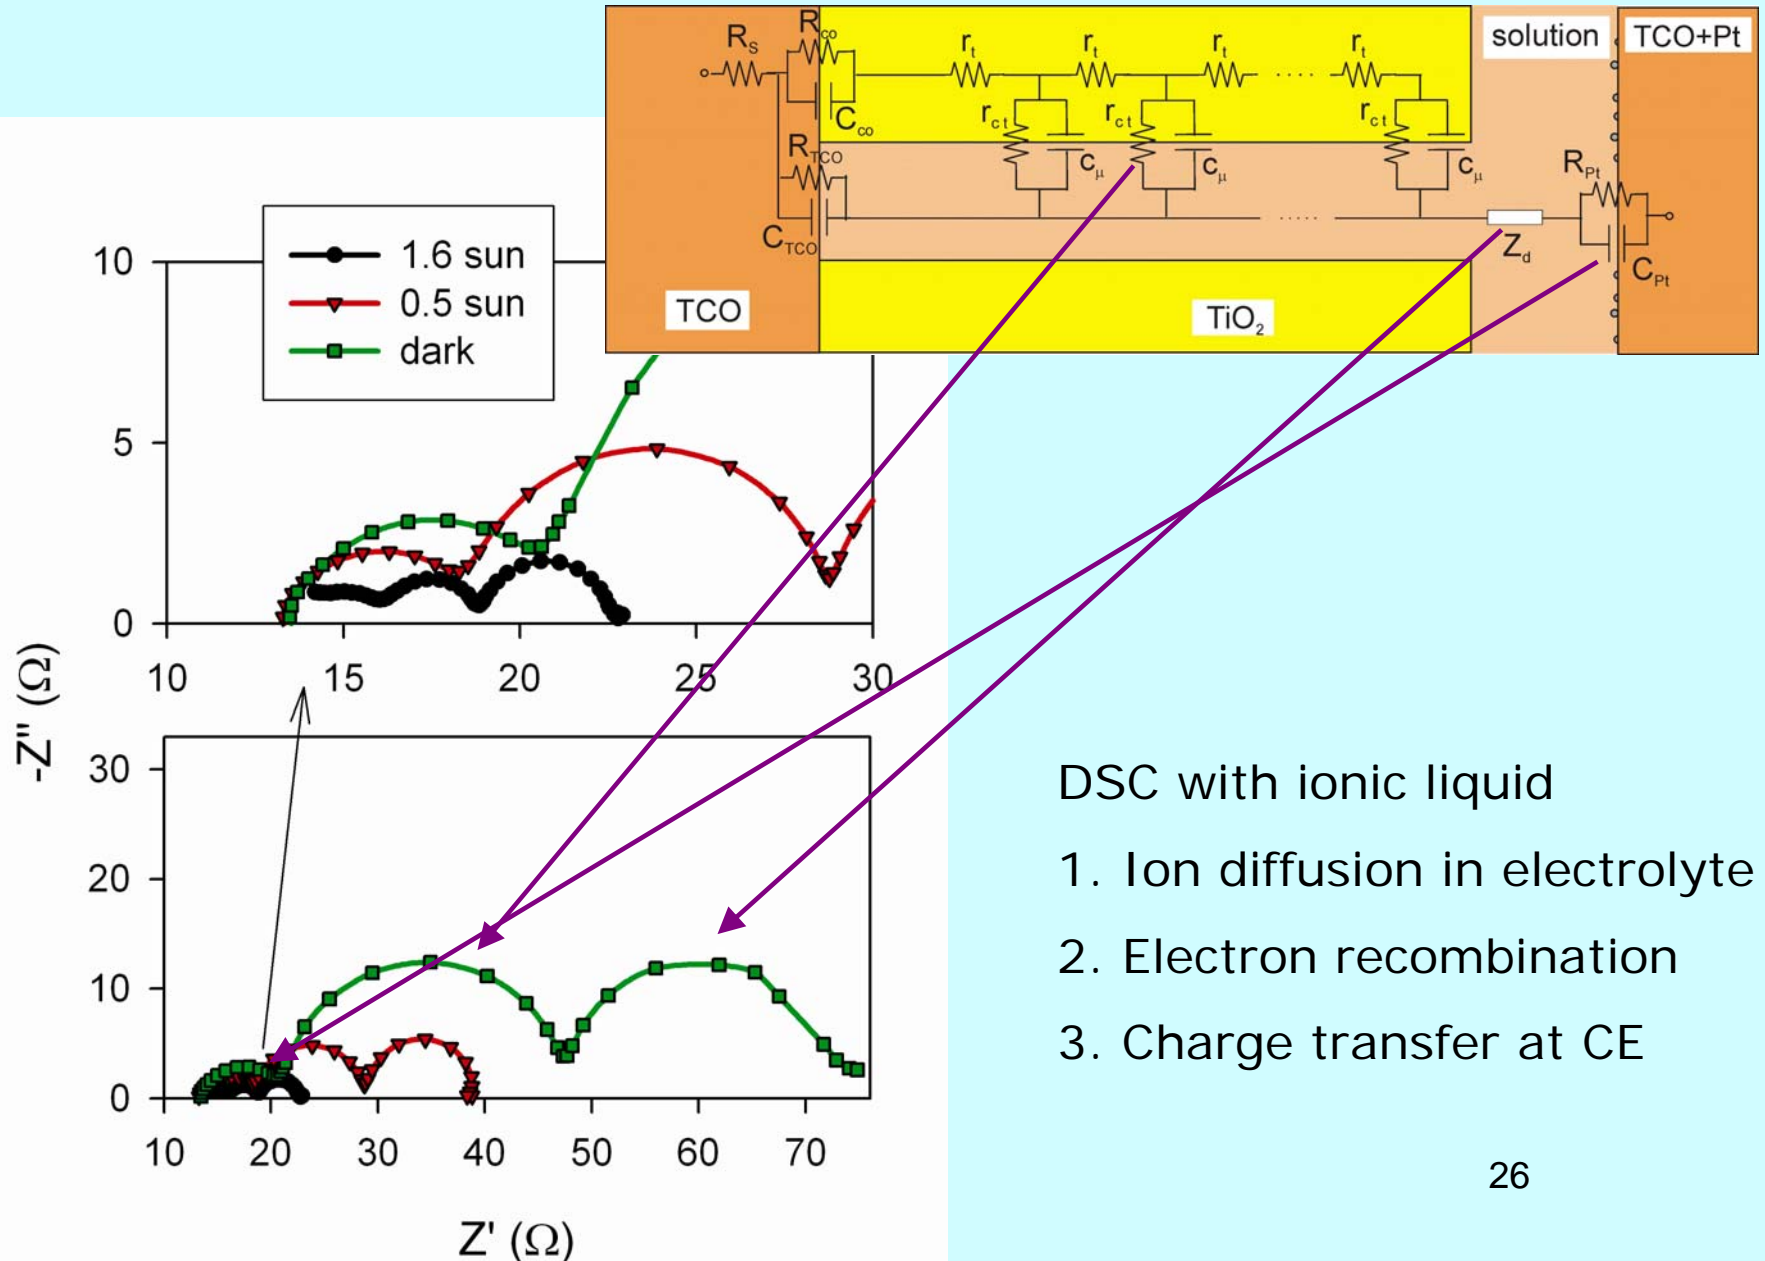 R_S
R_co
C_co
r_t r_t r_t .... r_t
solution
TCO+Pt
r_ct r_ct r_ct
c_μ c_μ c_μ
R_TCO
C_TCO
.....
Z_d
R_Pt
C_Pt
TCO
TiO₂
1.6 sun
0.5 sun
dark
10
5
0
10 15 20 25 30
-Z'' (Ω)
30
20
10
0
10 20 30 40 50 60 70
Z' (Ω)
DSC with ionic liquid
1. Ion diffusion in electrolyte
2. Electron recombination
3. Charge transfer at CE
26